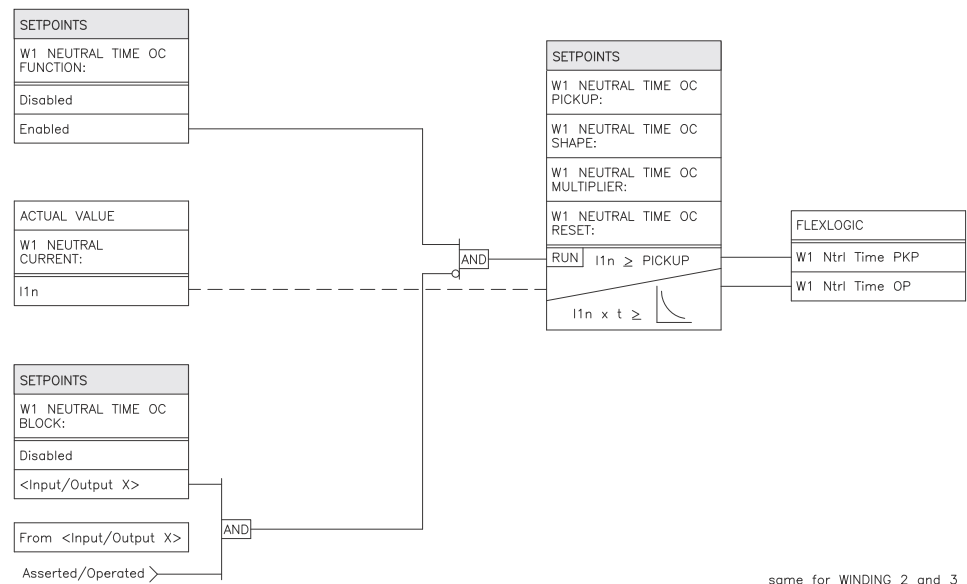 SETPOINTS
W1 NEUTRAL TIME OC
FUNCTION:
Disabled
Enabled
ACTUAL VALUE
W1 NEUTRAL
CURRENT:
I1n
SETPOINTS
W1 NEUTRAL TIME OC
BLOCK:
Disabled
<Input/Output X>
From <Input/Output X>
Asserted/Operated
AND
AND
SETPOINTS
W1 NEUTRAL TIME OC
PICKUP:
W1 NEUTRAL TIME OC
SHAPE:
W1 NEUTRAL TIME OC
MULTIPLIER:
W1 NEUTRAL TIME OC
RESET:
RUN I1n ≥ PICKUP
I1n x t ≥
FLEXLOGIC
W1 Ntrl Time PKP
W1 Ntrl Time OP
same for WINDING 2 and 3